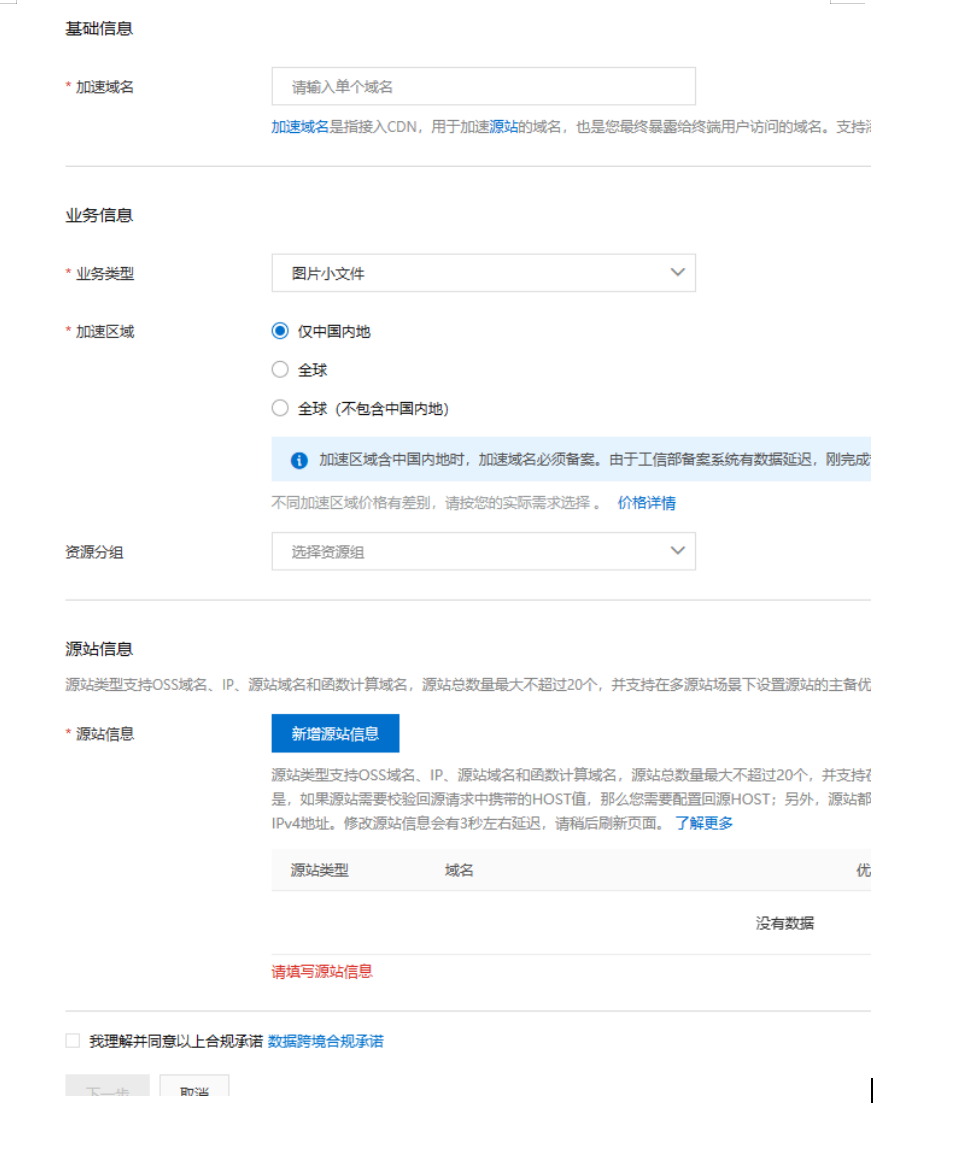 基础信息
* 加速域名
请输入单个域名
加速域名是指接入CDN，用于加速源站的域名，也是您最终暴露给终端用户访问的域名。支持
业务信息
* 业务类型
图片小文件
* 加速区域
仅中国内地
全球
全球（不包含中国内地）
加速区域含中国内地时，加速域名必须备案。由于工信部备案系统有数据延迟，刚完成
不同加速区域价格有差别，请按您的实际需求选择 。 价格详情
资源分组
选择资源组
源站信息
源站类型支持OSS域名、IP、源站域名和函数计算域名，源站总数量最大不超过20个，并支持在多源站场景下设置源站的主备优
* 源站信息
新增源站信息
源站类型支持OSS域名、IP、源站域名和函数计算域名，源站总数量最大不超过20个，并支持在
是，如果源站需要校验回源请求中携带的HOST值，那么您需要配置回源HOST；另外，源站都
IPv4地址。修改源站信息会有3秒左右延迟，请稍后刷新页面。 了解更多
源站类型 域名 优
没有数据
请填写源站信息
我理解并同意以上合规承诺 数据跨境合规承诺
下一步 取消